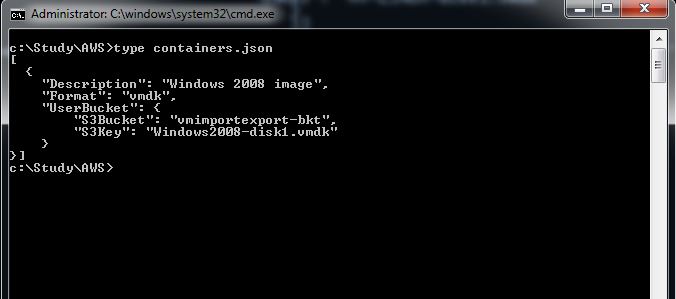 Administrator: C:\windows\system32\cmd.exe
c:\Study\AWS>type containers.json
[
  {
    "Description": "Windows 2008 image",
    "Format": "vmdk",
    "UserBucket": {
        "S3Bucket": "vmimportexport-bkt",
        "S3Key": "Windows2008-disk1.vmdk"
    }
}]
c:\Study\AWS>